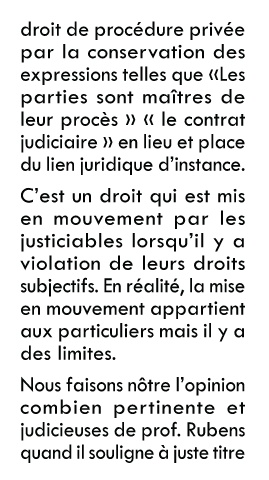 droit de procédure privée
par la conservation des
expressions telles que «Les
parties sont maîtres de
leur procès » « le contrat
judiciaire » en lieu et place
du lien juridique d’instance.
C’est un droit qui est mis
en mouvement par les
justiciables lorsqu’il y a
violation de leurs droits
subjectifs. En réalité, la mise
en mouvement appartient
aux particuliers mais il y a
des limites.
Nous faisons nôtre l’opinion
combien pertinente et
judicieuses de prof. Rubens
quand il souligne à juste titre